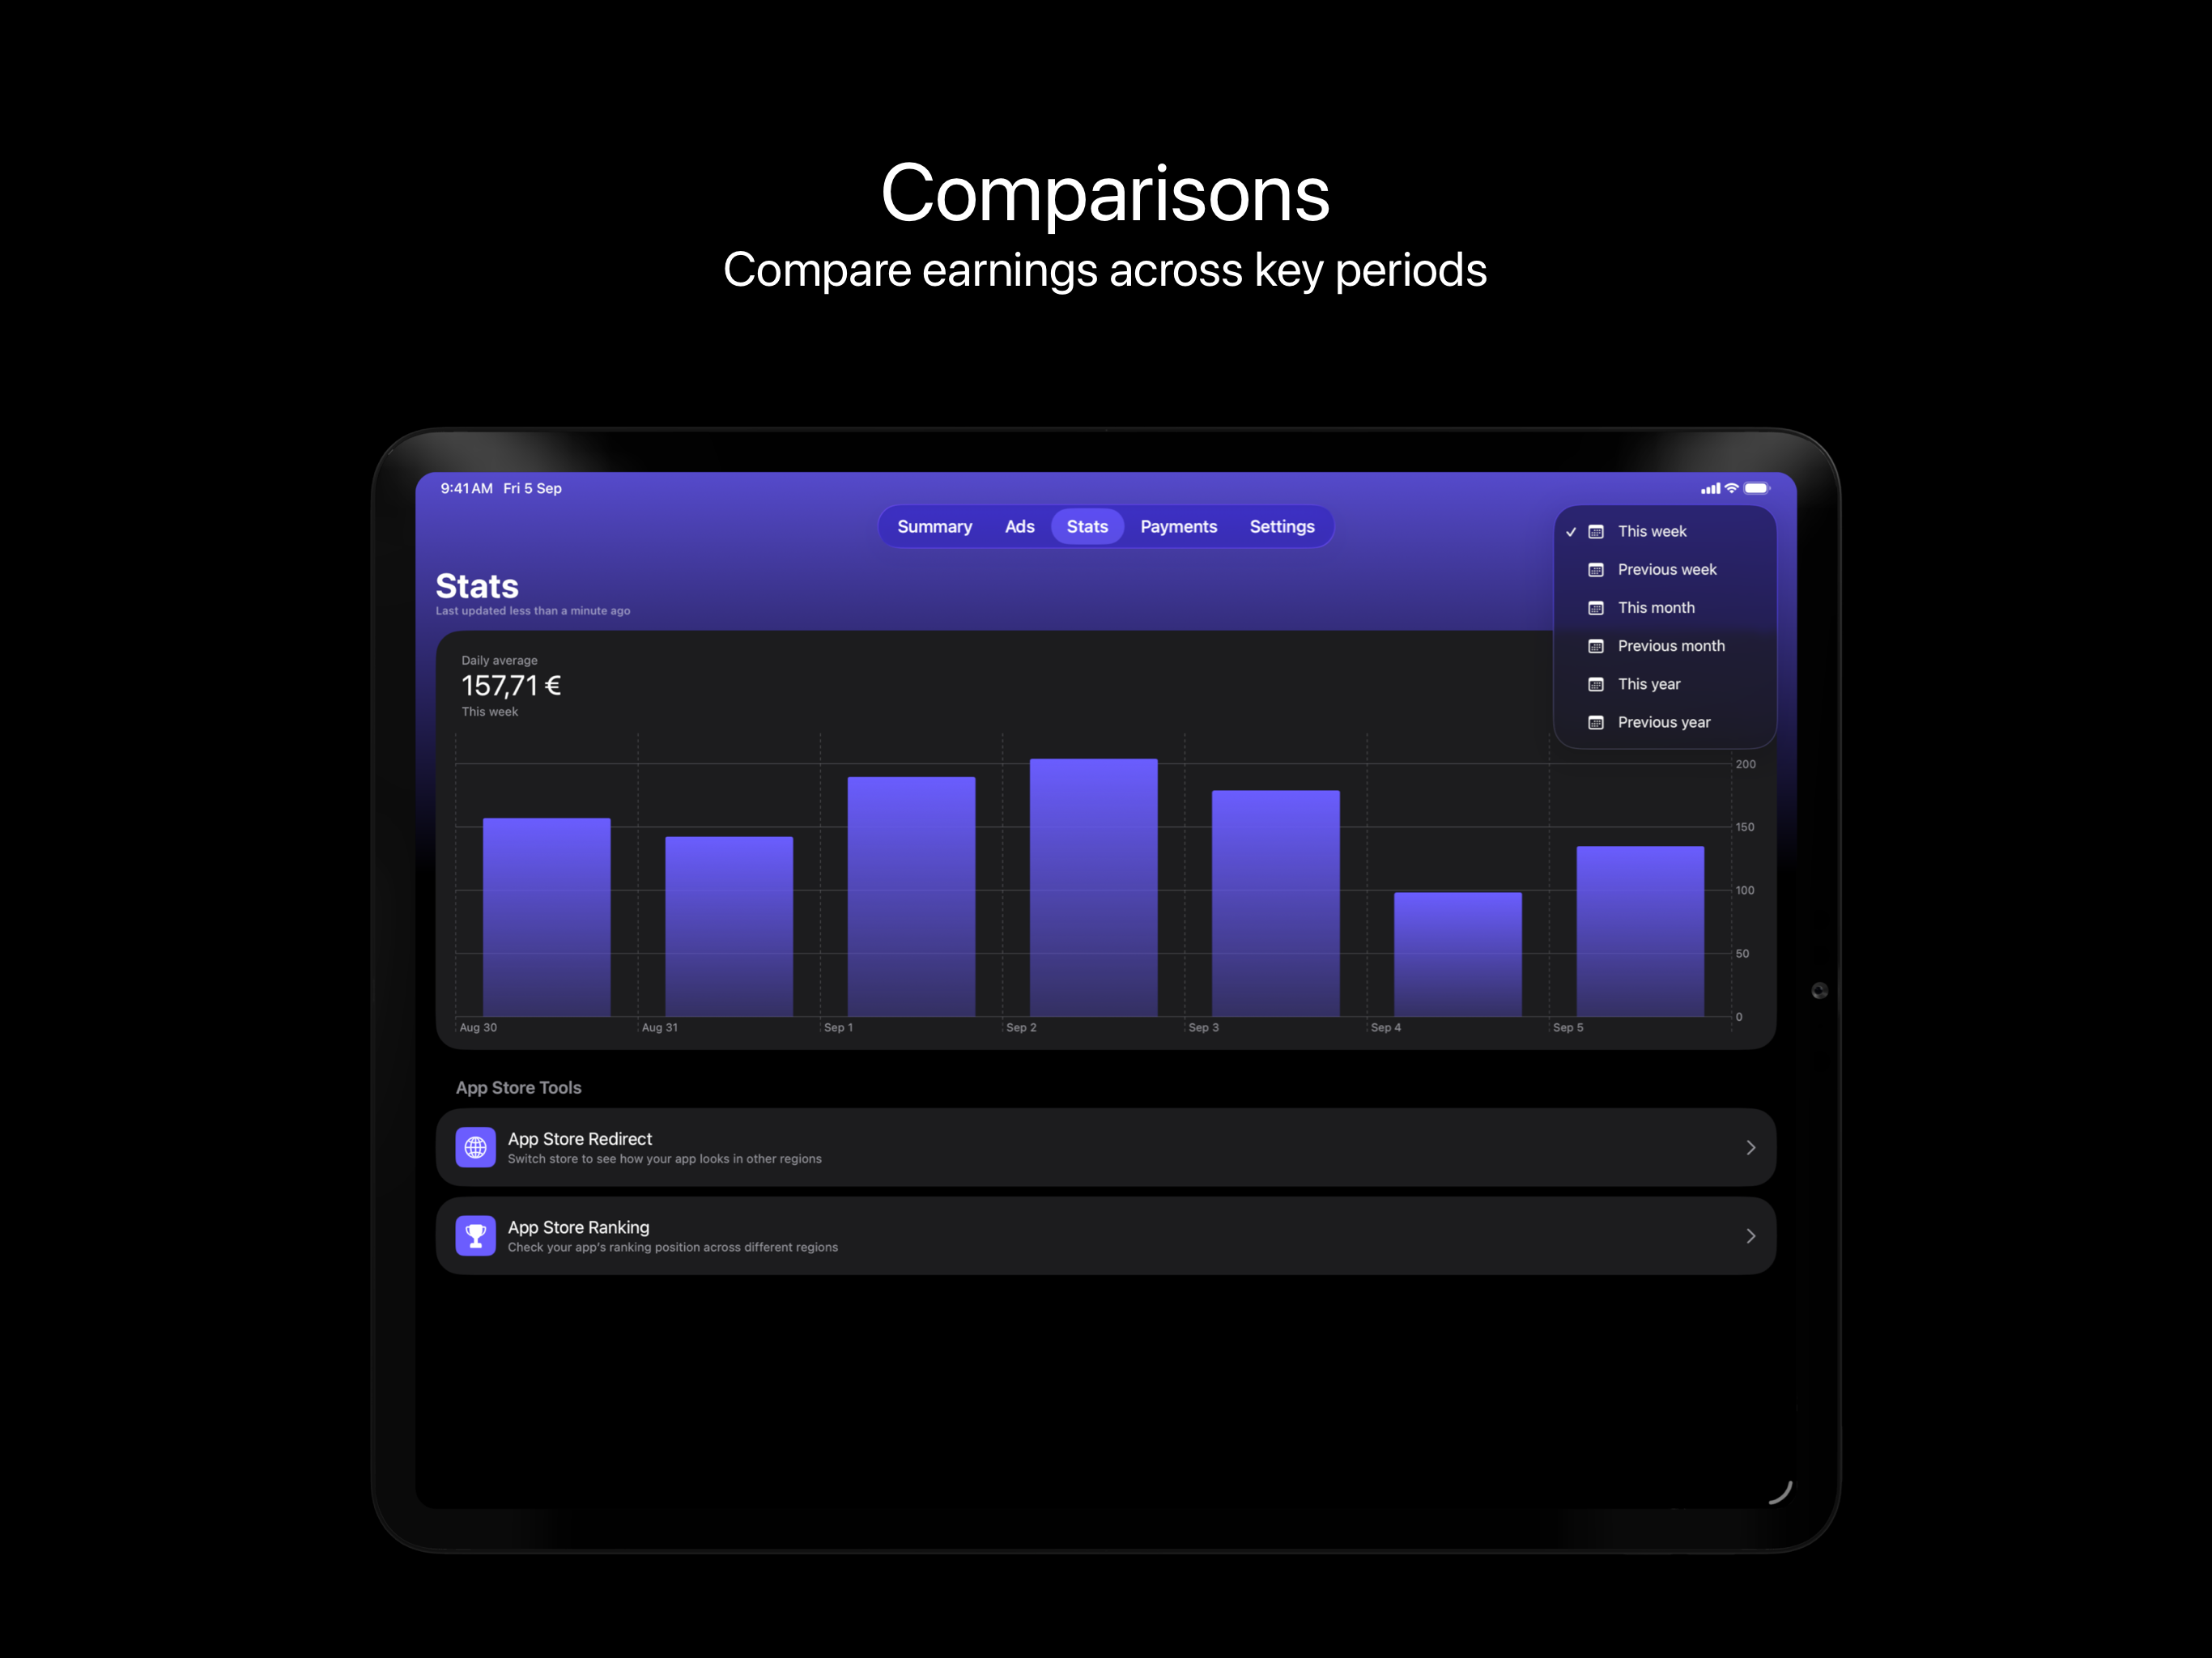 Comparisons
Compare earnings across key periods
9:41 AM Fri 5 Sep
Summary Ads Stats Payments Settings
This week
Previous week
This month
Previous month
This year
Previous year
Stats
Last updated less than a minute ago
Daily average
157,71 €
This week
200
150
100
50
0
Aug 30 Aug 31 Sep 1 Sep 2 Sep 3 Sep 4 Sep 5
App Store Tools
App Store Redirect
Switch store to see how your app looks in other regions
App Store Ranking
Check your app's ranking position across different regions